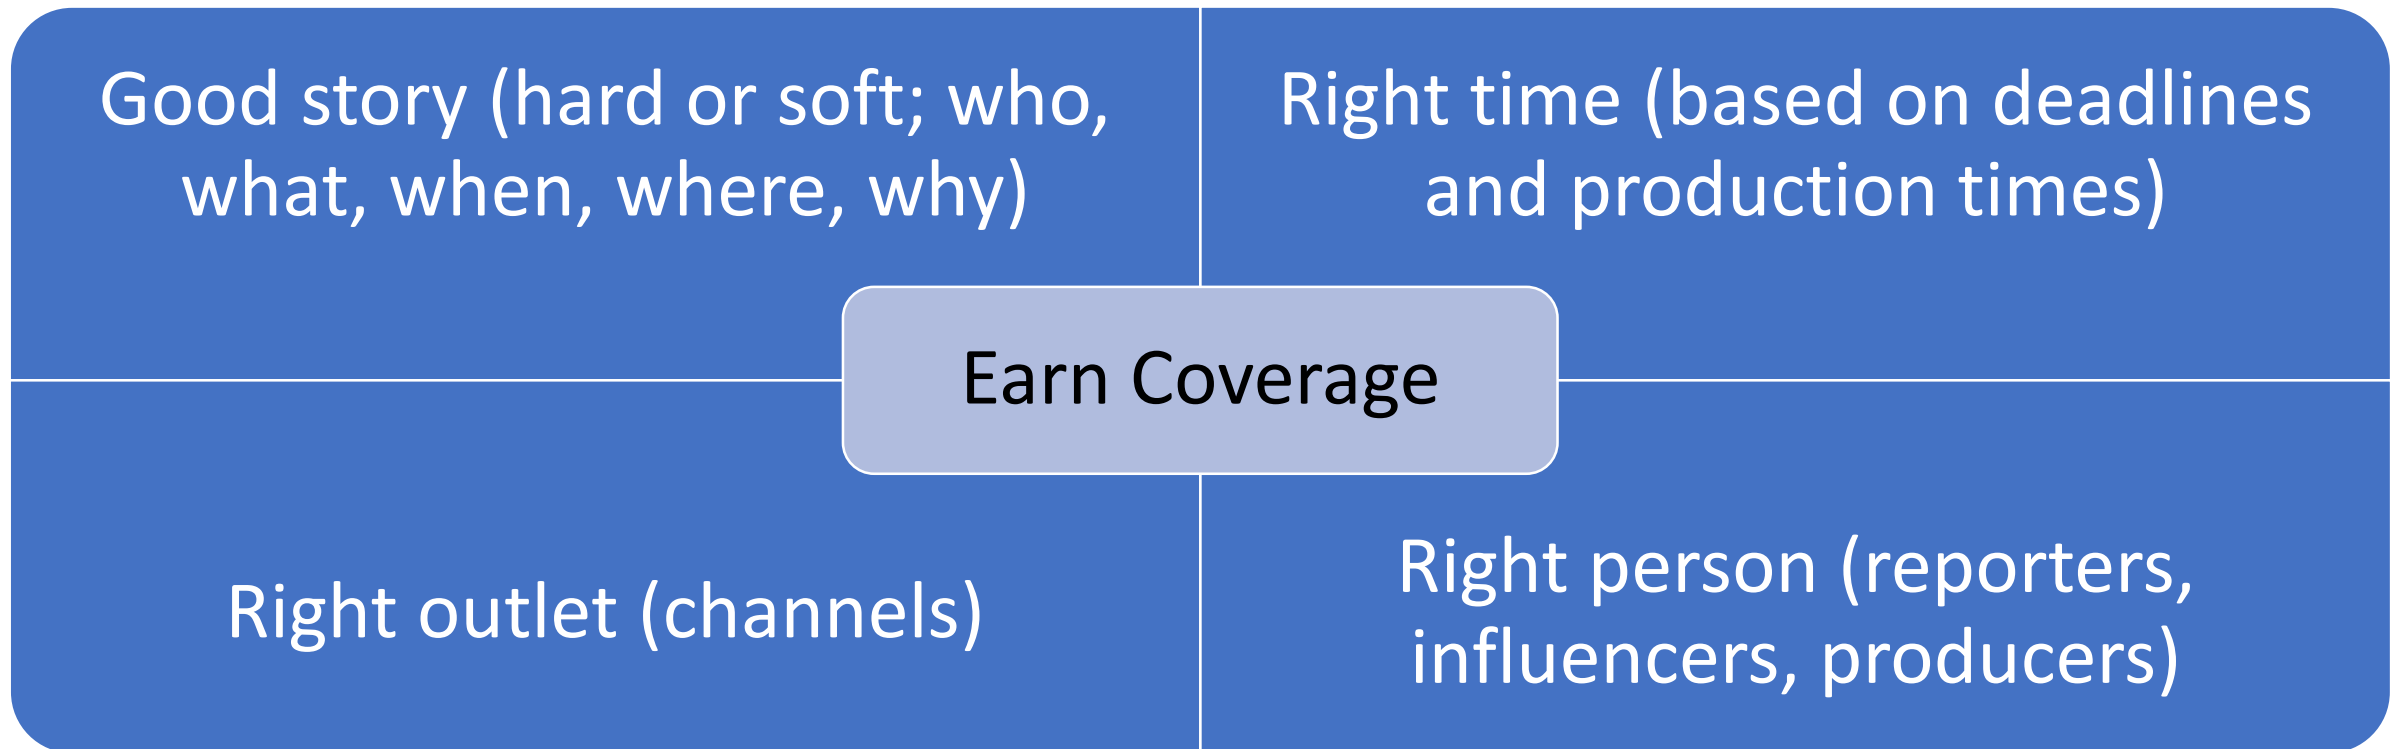 Good story (hard or soft; who,
what, when, where, why)
Right time (based on deadlines
and production times)
Earn Coverage
Right outlet (channels)
Right person (reporters,
influencers, producers)